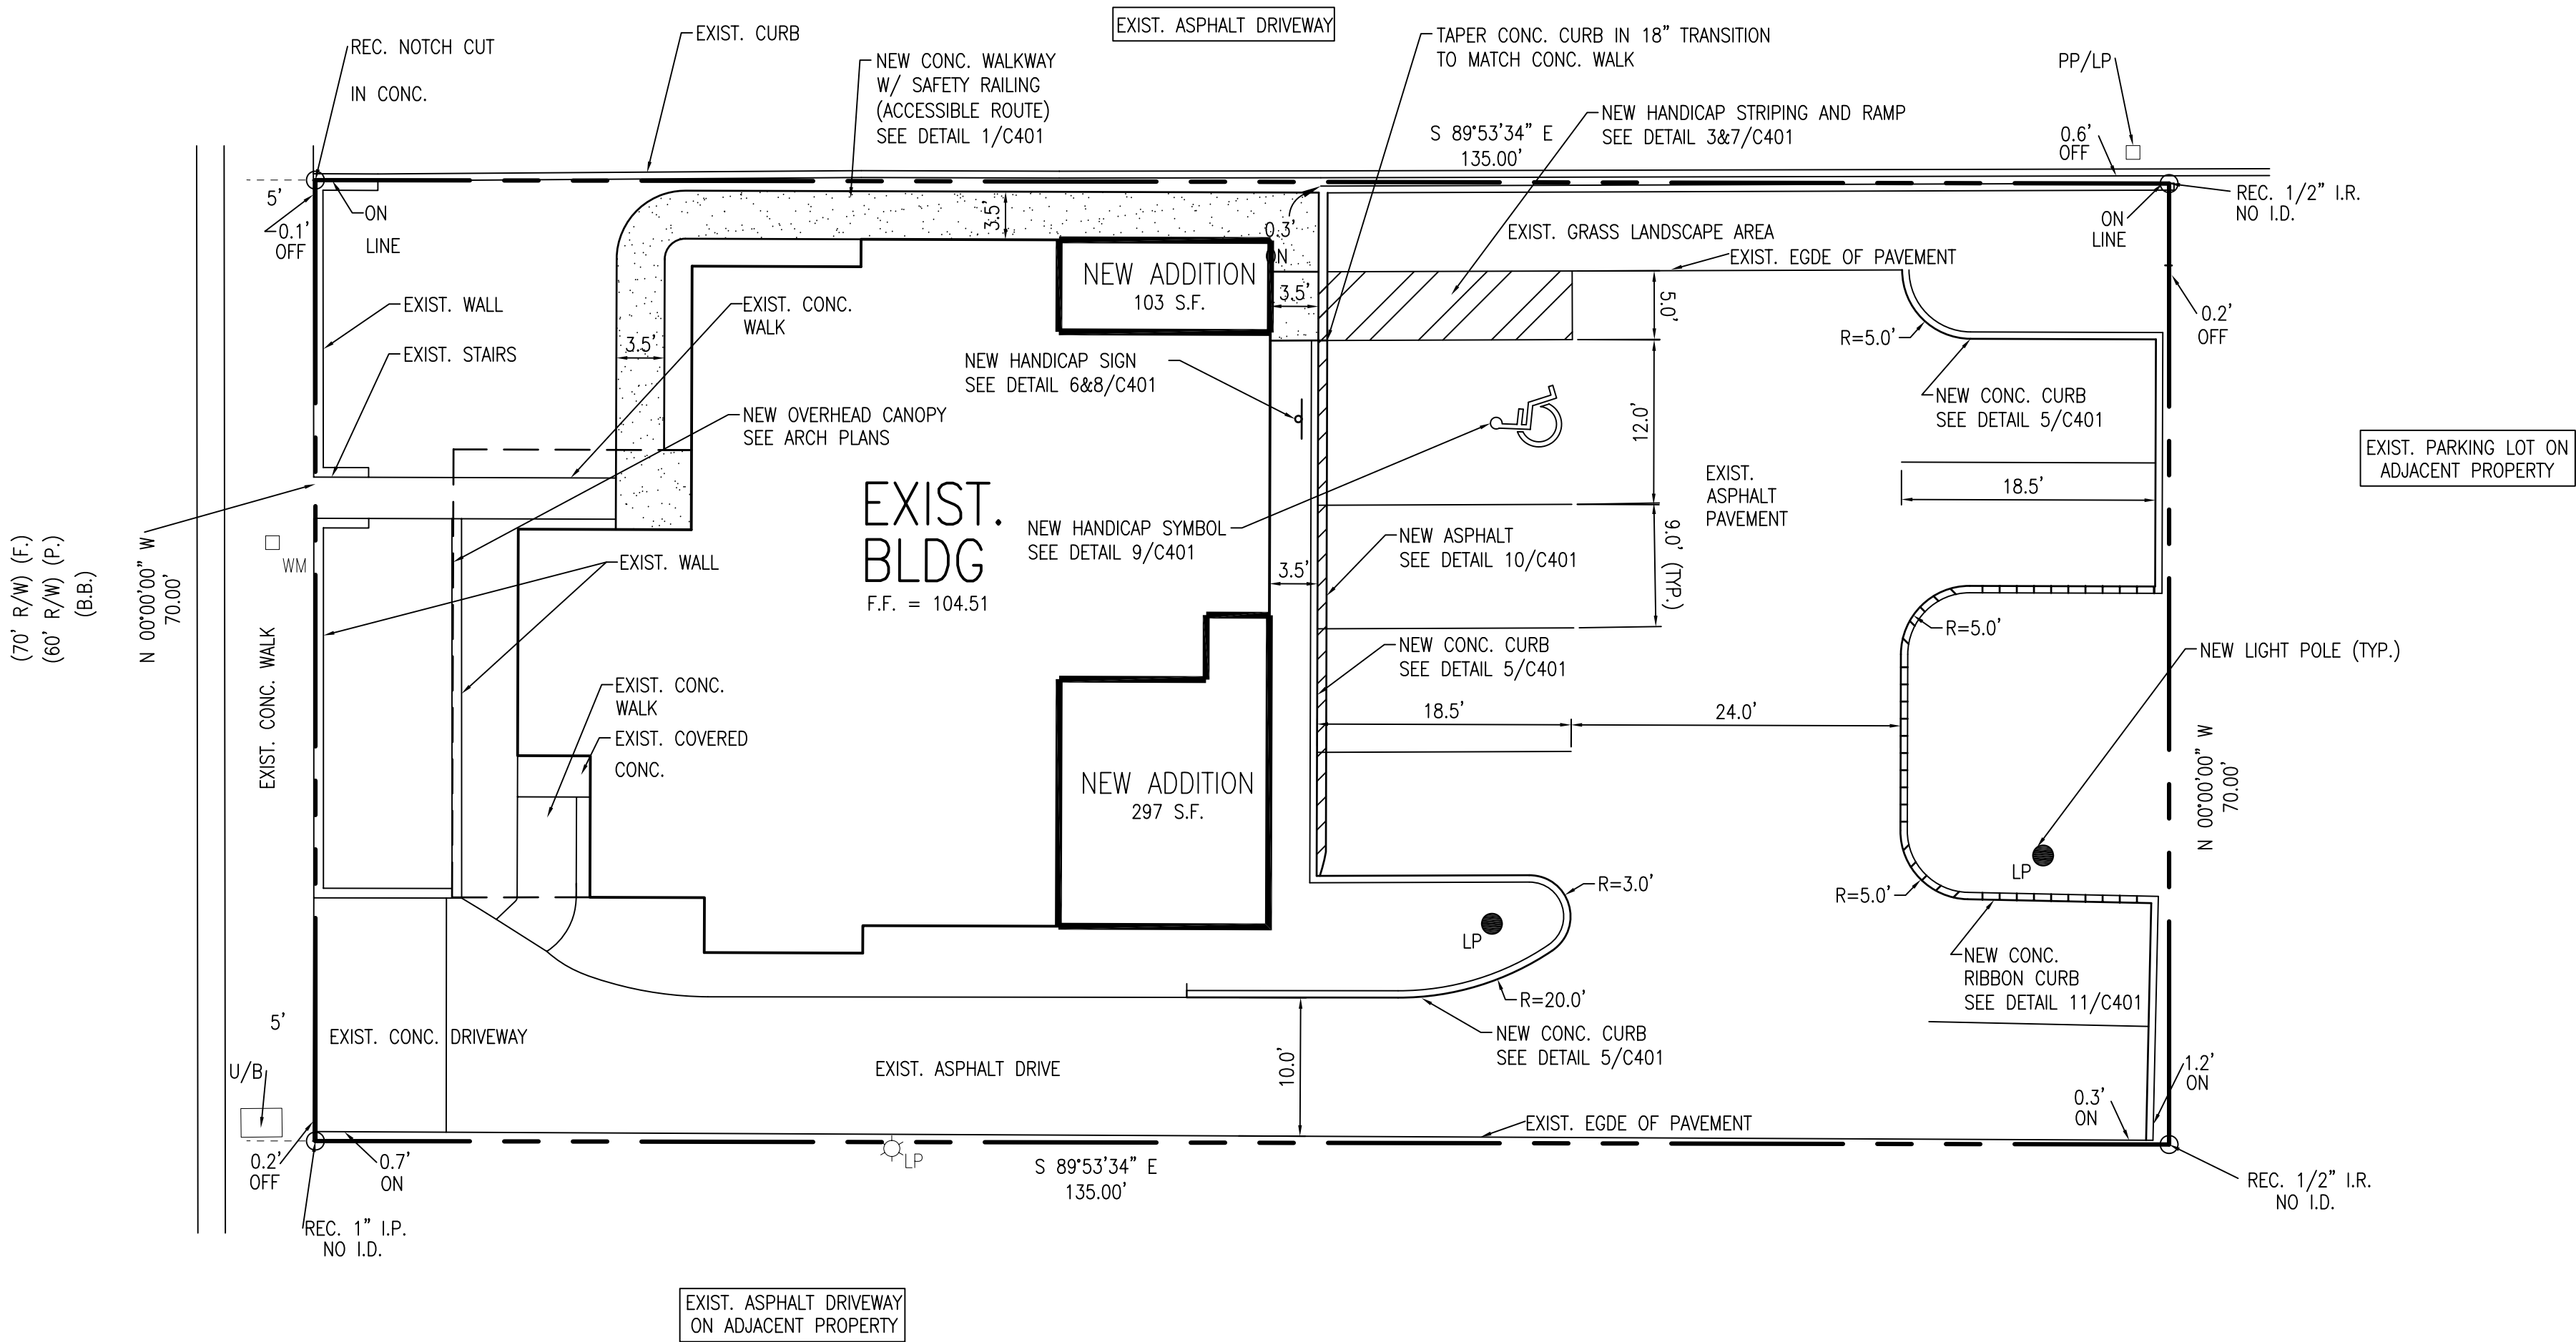 EXIST. ASPHALT DRIVEWAY
REC. NOTCH CUT
IN CONC.
EXIST. CURB
NEW CONC. WALKWAY
W/ SAFETY RAILING
(ACCESSIBLE ROUTE)
SEE DETAIL 1/C401
TAPER CONC. CURB IN 18" TRANSITION
TO MATCH CONC. WALK
PP/LP
NEW HANDICAP STRIPING AND RAMP
SEE DETAIL 3&7/C401
S 89°53'34" E
135.00'
0.6'
OFF
REC. 1/2" I.R.
NO I.D.
5'
0.1'
OFF
ON
LINE
3.5'
0.3'
ON
EXIST. GRASS LANDSCAPE AREA
ON
LINE
EXIST. EGDE OF PAVEMENT
NEW ADDITION
103 S.F.
3.5'
5.0'
0.2'
OFF
EXIST. WALL
EXIST. CONC.
WALK
EXIST. STAIRS
3.5'
R=5.0'
NEW HANDICAP SIGN
SEE DETAIL 6&8/C401
NEW CONC. CURB
SEE DETAIL 5/C401
NEW OVERHEAD CANOPY
SEE ARCH PLANS
12.0'
EXIST. PARKING LOT ON
ADJACENT PROPERTY
EXIST.
ASPHALT
PAVEMENT
18.5'
EXIST.
BLDG
F.F. = 104.51
NEW HANDICAP SYMBOL
SEE DETAIL 9/C401
NEW ASPHALT
SEE DETAIL 10/C401
9.0' (TYP.)
(70' R/W) (F.)
(60' R/W) (P.)
(B.B.)
N 00°00'00" W
70.00'
WM
EXIST. WALL
3.5'
R=5.0'
EXIST. CONC. WALK
NEW CONC. CURB
SEE DETAIL 5/C401
NEW LIGHT POLE (TYP.)
EXIST. CONC.
WALK
EXIST. COVERED
CONC.
18.5'
24.0'
N 00°00'00" W
70.00'
NEW ADDITION
297 S.F.
LP
R=3.0'
R=5.0'
LP
NEW CONC.
RIBBON CURB
SEE DETAIL 11/C401
R=20.0'
NEW CONC. CURB
SEE DETAIL 5/C401
5'
EXIST. CONC. DRIVEWAY
EXIST. ASPHALT DRIVE
10.0'
U/B
1.2'
ON
0.3'
ON
EXIST. EGDE OF PAVEMENT
0.2'
OFF
0.7'
ON
LP
S 89°53'34" E
135.00'
REC. 1/2" I.R.
NO I.D.
REC. 1" I.P.
NO I.D.
EXIST. ASPHALT DRIVEWAY
ON ADJACENT PROPERTY